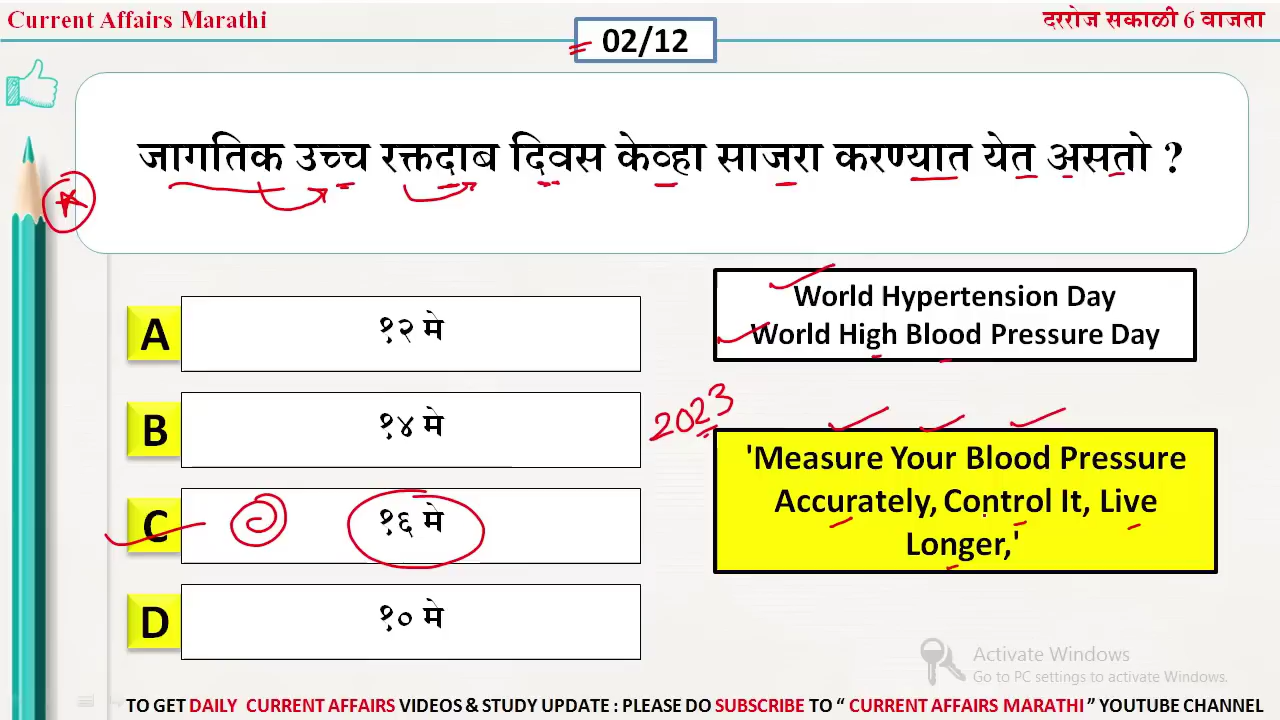 Current Affairs Marathi
दररोज सकाळी 6 वाजता
02/12
जागतिक उच्च रक्तदाब दिवस केव्हा साजरा करण्यात येत असतो ?
A
१२ मे
B
१४ मे
C
१६ मे
D
१० मे
World Hypertension Day
World High Blood Pressure Day
2023
'Measure Your Blood Pressure
Accurately, Control It, Live
Longer,'
Activate Windows
Go to PC settings to activate Windows.
TO GET DAILY CURRENT AFFAIRS VIDEOS & STUDY UPDATE : PLEASE DO SUBSCRIBE TO “ CURRENT AFFAIRS MARATHI ” YOUTUBE CHANNEL